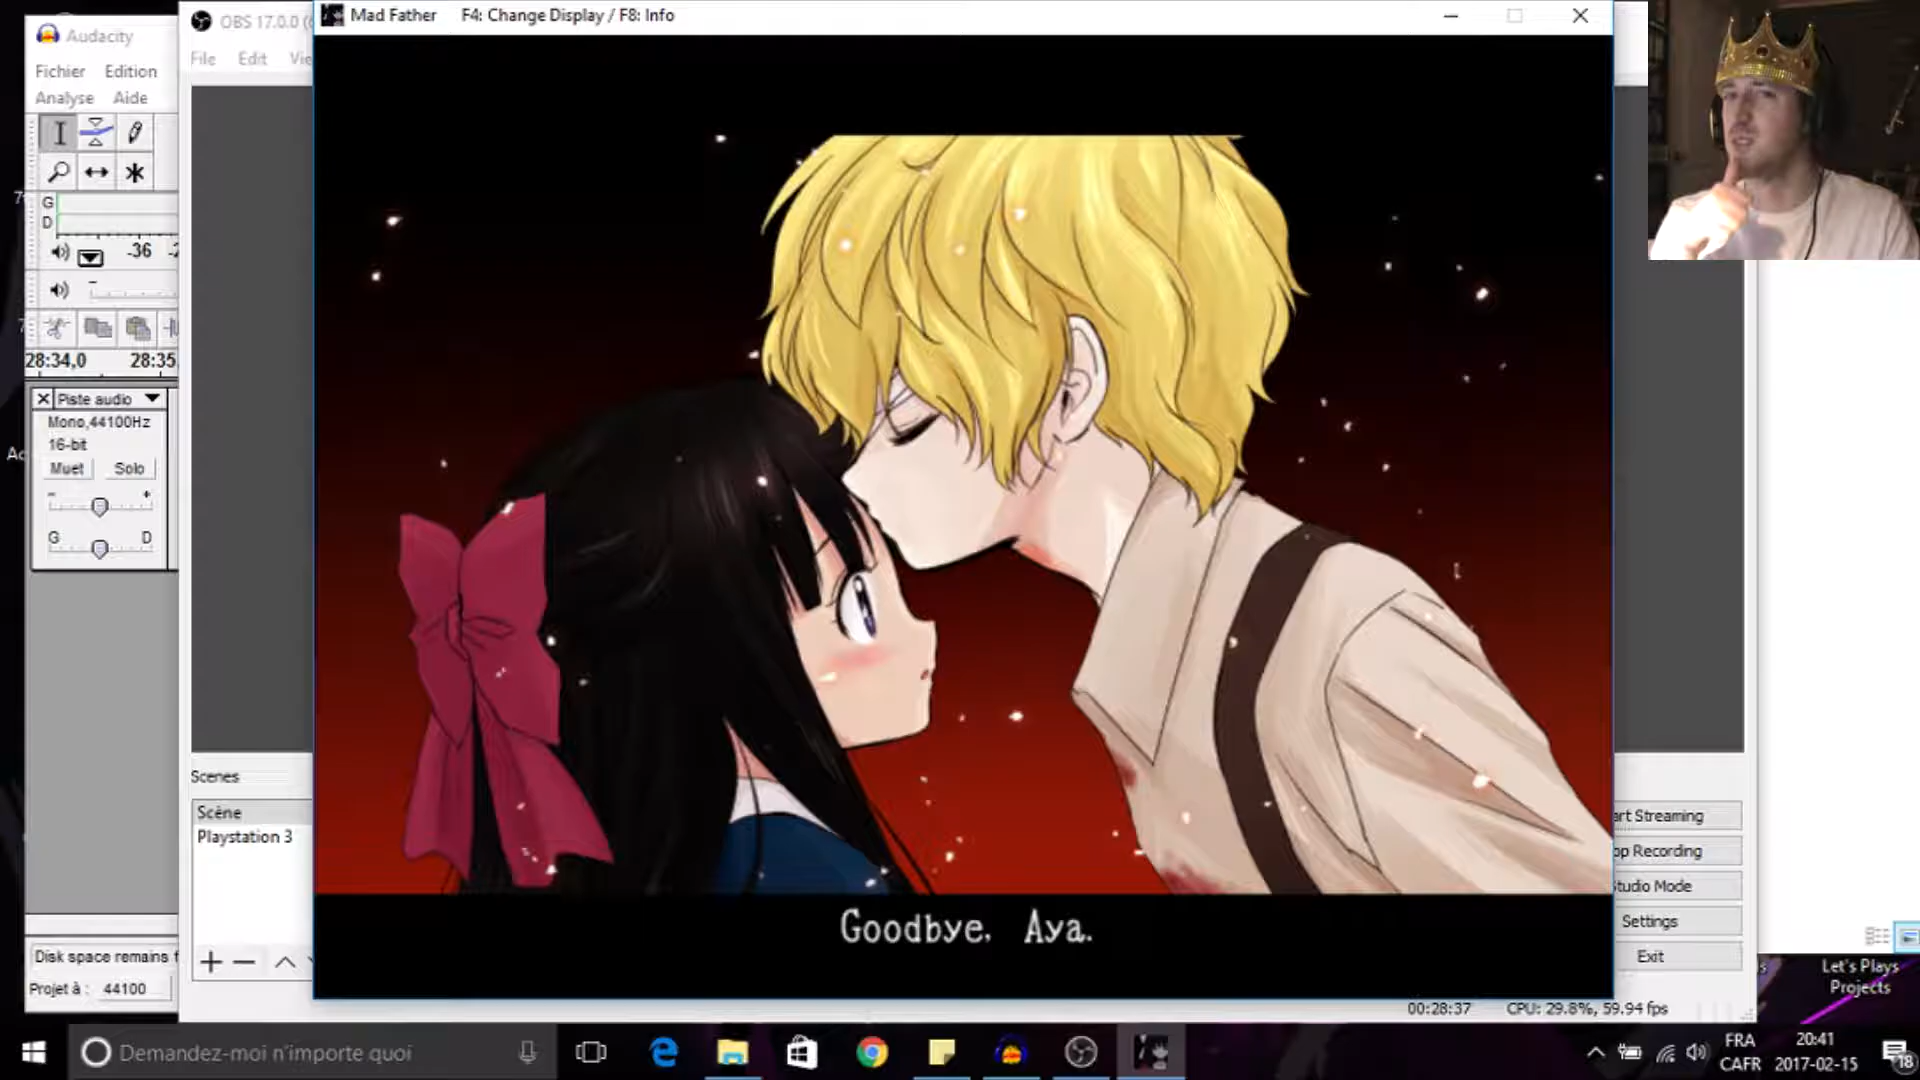 Audacity
Fichier Edition
Analyse Aide
G
D
-36
28:34,0 28:35
Piste audio
Mono,44100Hz
16-bit
Muet Solo
- +
G D
Disk space remains f
Projet à : 44100
OBS 17.0.0
File Edit
Scenes
Scène
Playstation 3
Mad Father F4: Change Display / F8: Info
Goodbye, Aya.
art Streaming
op Recording
Studio Mode
Settings
Exit
00:28:37 CPU: 29.8%, 59.94 fps
Let's Plays
Projects
Demandez-moi n'importe quoi
FRA
CAFR
20:41
2017-02-15
18